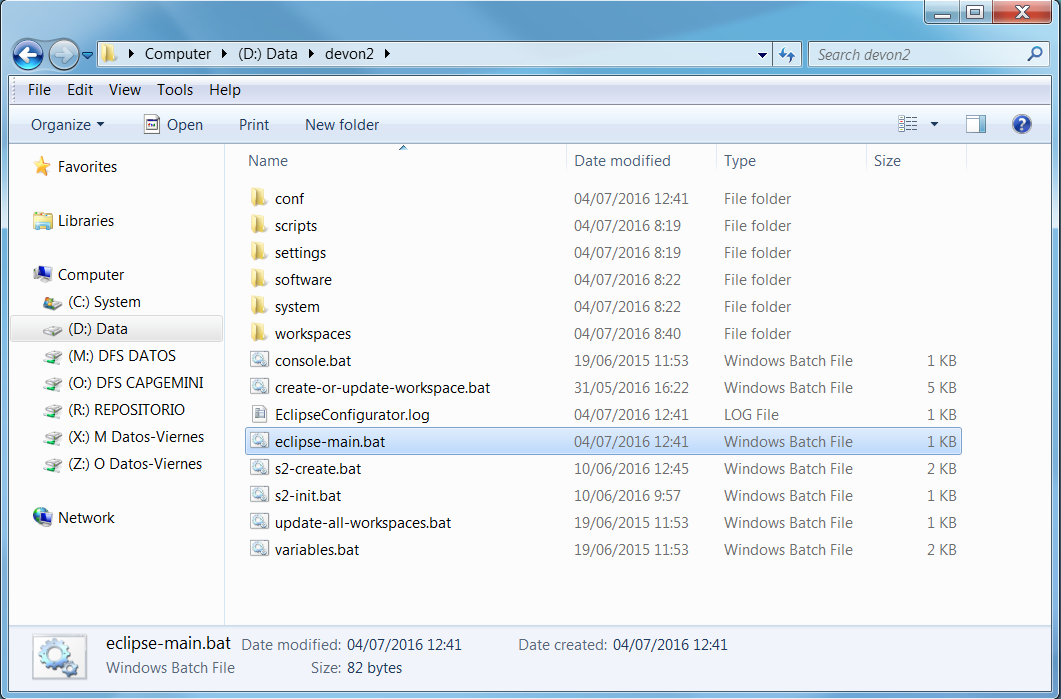 Computer (D:) Data devon2 Search devon2
File Edit View Tools Help
Organize Open Print New folder
Name Date modified Type Size
Favorites
Libraries
Computer
(C:) System
(D:) Data
(M:) DFS DATOS
(O:) DFS CAPGEMINI
(R:) REPOSITORIO
(X:) M Datos-Viernes
(Z:) O Datos-Viernes
Network
conf 04/07/2016 12:41 File folder
scripts 04/07/2016 8:19 File folder
settings 04/07/2016 8:19 File folder
software 04/07/2016 8:22 File folder
system 04/07/2016 8:22 File folder
workspaces 04/07/2016 8:40 File folder
console.bat 19/06/2015 11:53 Windows Batch File 1 KB
create-or-update-workspace.bat 31/05/2016 16:22 Windows Batch File 5 KB
EclipseConfigurator.log 04/07/2016 12:41 LOG File 1 KB
eclipse-main.bat 04/07/2016 12:41 Windows Batch File 1 KB
s2-create.bat 10/06/2016 12:45 Windows Batch File 2 KB
s2-init.bat 10/06/2016 9:57 Windows Batch File 1 KB
update-all-workspaces.bat 19/06/2015 11:53 Windows Batch File 1 KB
variables.bat 19/06/2015 11:53 Windows Batch File 2 KB
eclipse-main.bat Date modified: 04/07/2016 12:41 Date created: 04/07/2016 12:41
Windows Batch File Size: 82 bytes